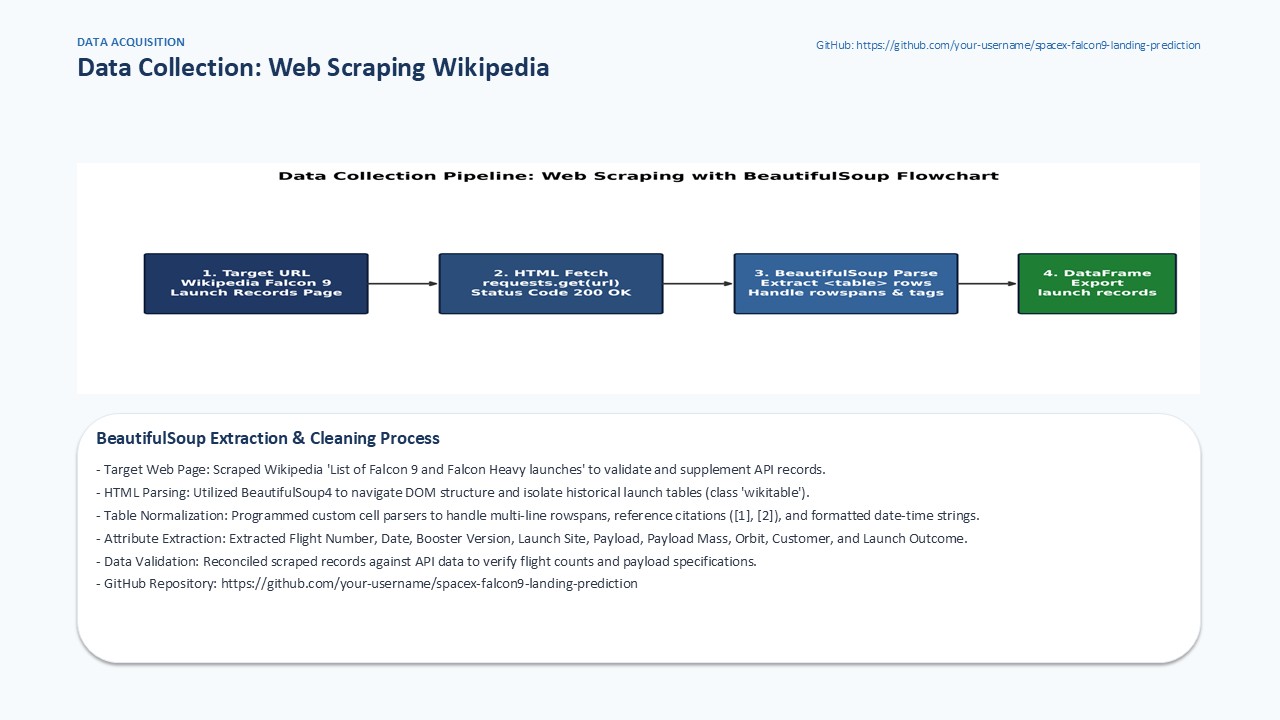 DATA ACQUISITION
GitHub: https://github.com/your-username/spacex-falcon9-landing-prediction
Data Collection: Web Scraping Wikipedia
Data Collection Pipeline: Web Scraping with BeautifulSoup Flowchart
1. Target URL
Wikipedia Falcon 9
Launch Records Page
2. HTML Fetch
requests.get(url)
Status Code 200 OK
3. BeautifulSoup Parse
Extract <table> rows
Handle rowspans & tags
4. DataFrame
Export
launch records
BeautifulSoup Extraction & Cleaning Process
- Target Web Page: Scraped Wikipedia 'List of Falcon 9 and Falcon Heavy launches' to validate and supplement API records.
- HTML Parsing: Utilized BeautifulSoup4 to navigate DOM structure and isolate historical launch tables (class 'wikitable').
- Table Normalization: Programmed custom cell parsers to handle multi-line rowspans, reference citations ([1], [2]), and formatted date-time strings.
- Attribute Extraction: Extracted Flight Number, Date, Booster Version, Launch Site, Payload, Payload Mass, Orbit, Customer, and Launch Outcome.
- Data Validation: Reconciled scraped records against API data to verify flight counts and payload specifications.
- GitHub Repository: https://github.com/your-username/spacex-falcon9-landing-prediction